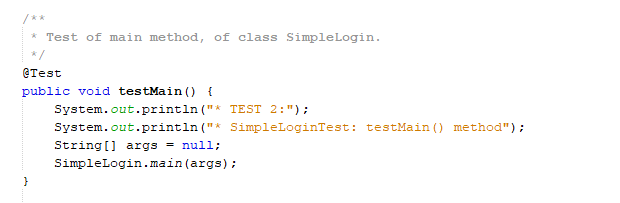 /**
 * Test of main method, of class SimpleLogin.
 */
@Test
public void testMain() {
    System.out.println("* TEST 2:");
    System.out.println("* SimpleLoginTest: testMain() method");
    String[] args = null;
    SimpleLogin.main(args);
}